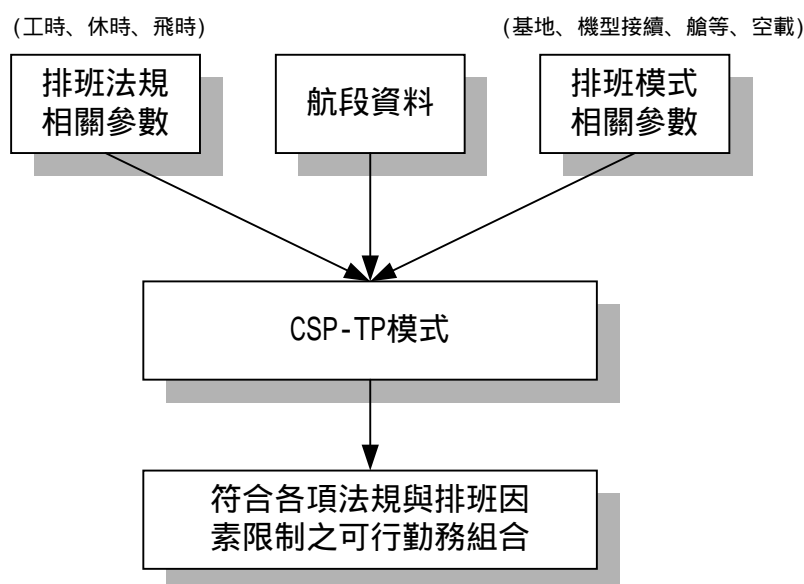 (工時、休時、飛時)
(基地、機型接續、艙等、空載)
排班法規
相關參數
航段資料
排班模式
相關參數
CSP-TP模式
符合各項法規與排班因
素限制之可行勤務組合